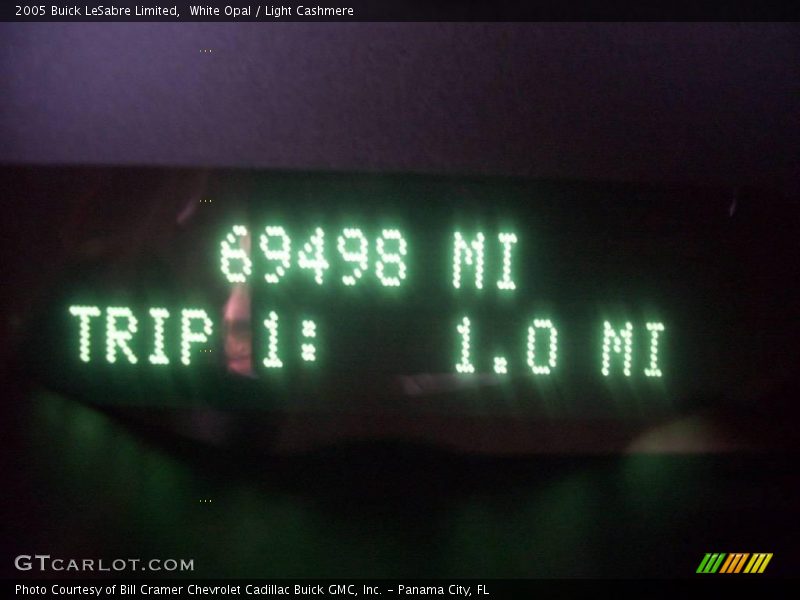 2005 Buick LeSabre Limited,  White Opal / Light Cashmere
69498 MI
TRIP 1: 1.0 MI
GTCARLOT.COM
Photo Courtesy of Bill Cramer Chevrolet Cadillac Buick GMC, Inc. - Panama City, FL